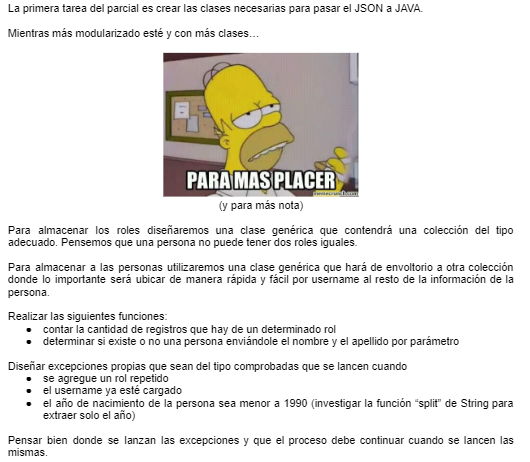 La primera tarea del parcial es crear las clases necesarias para pasar el JSON a JAVA.
Mientras más modularizado esté y con más clases…
PARA MAS PLACER
(y para más nota)
Para almacenar los roles diseñaremos una clase genérica que contendrá una colección del tipo
adecuado. Pensemos que una persona no puede tener dos roles iguales.
Para almacenar a las personas utilizaremos una clase genérica que hará de envoltorio a otra colección
donde lo importante será ubicar de manera rápida y fácil por username al resto de la información de la
persona.
Realizar las siguientes funciones:
● contar la cantidad de registros que hay de un determinado rol
● determinar si existe o no una persona enviándole el nombre y el apellido por parámetro
Diseñar excepciones propias que sean del tipo comprobadas que se lancen cuando
● se agregue un rol repetido
● el username ya esté cargado
● el año de nacimiento de la persona sea menor a 1990 (investigar la función “split” de String para
extraer solo el año)
Pensar bien donde se lanzan las excepciones y que el proceso debe continuar cuando se lancen las
mismas.